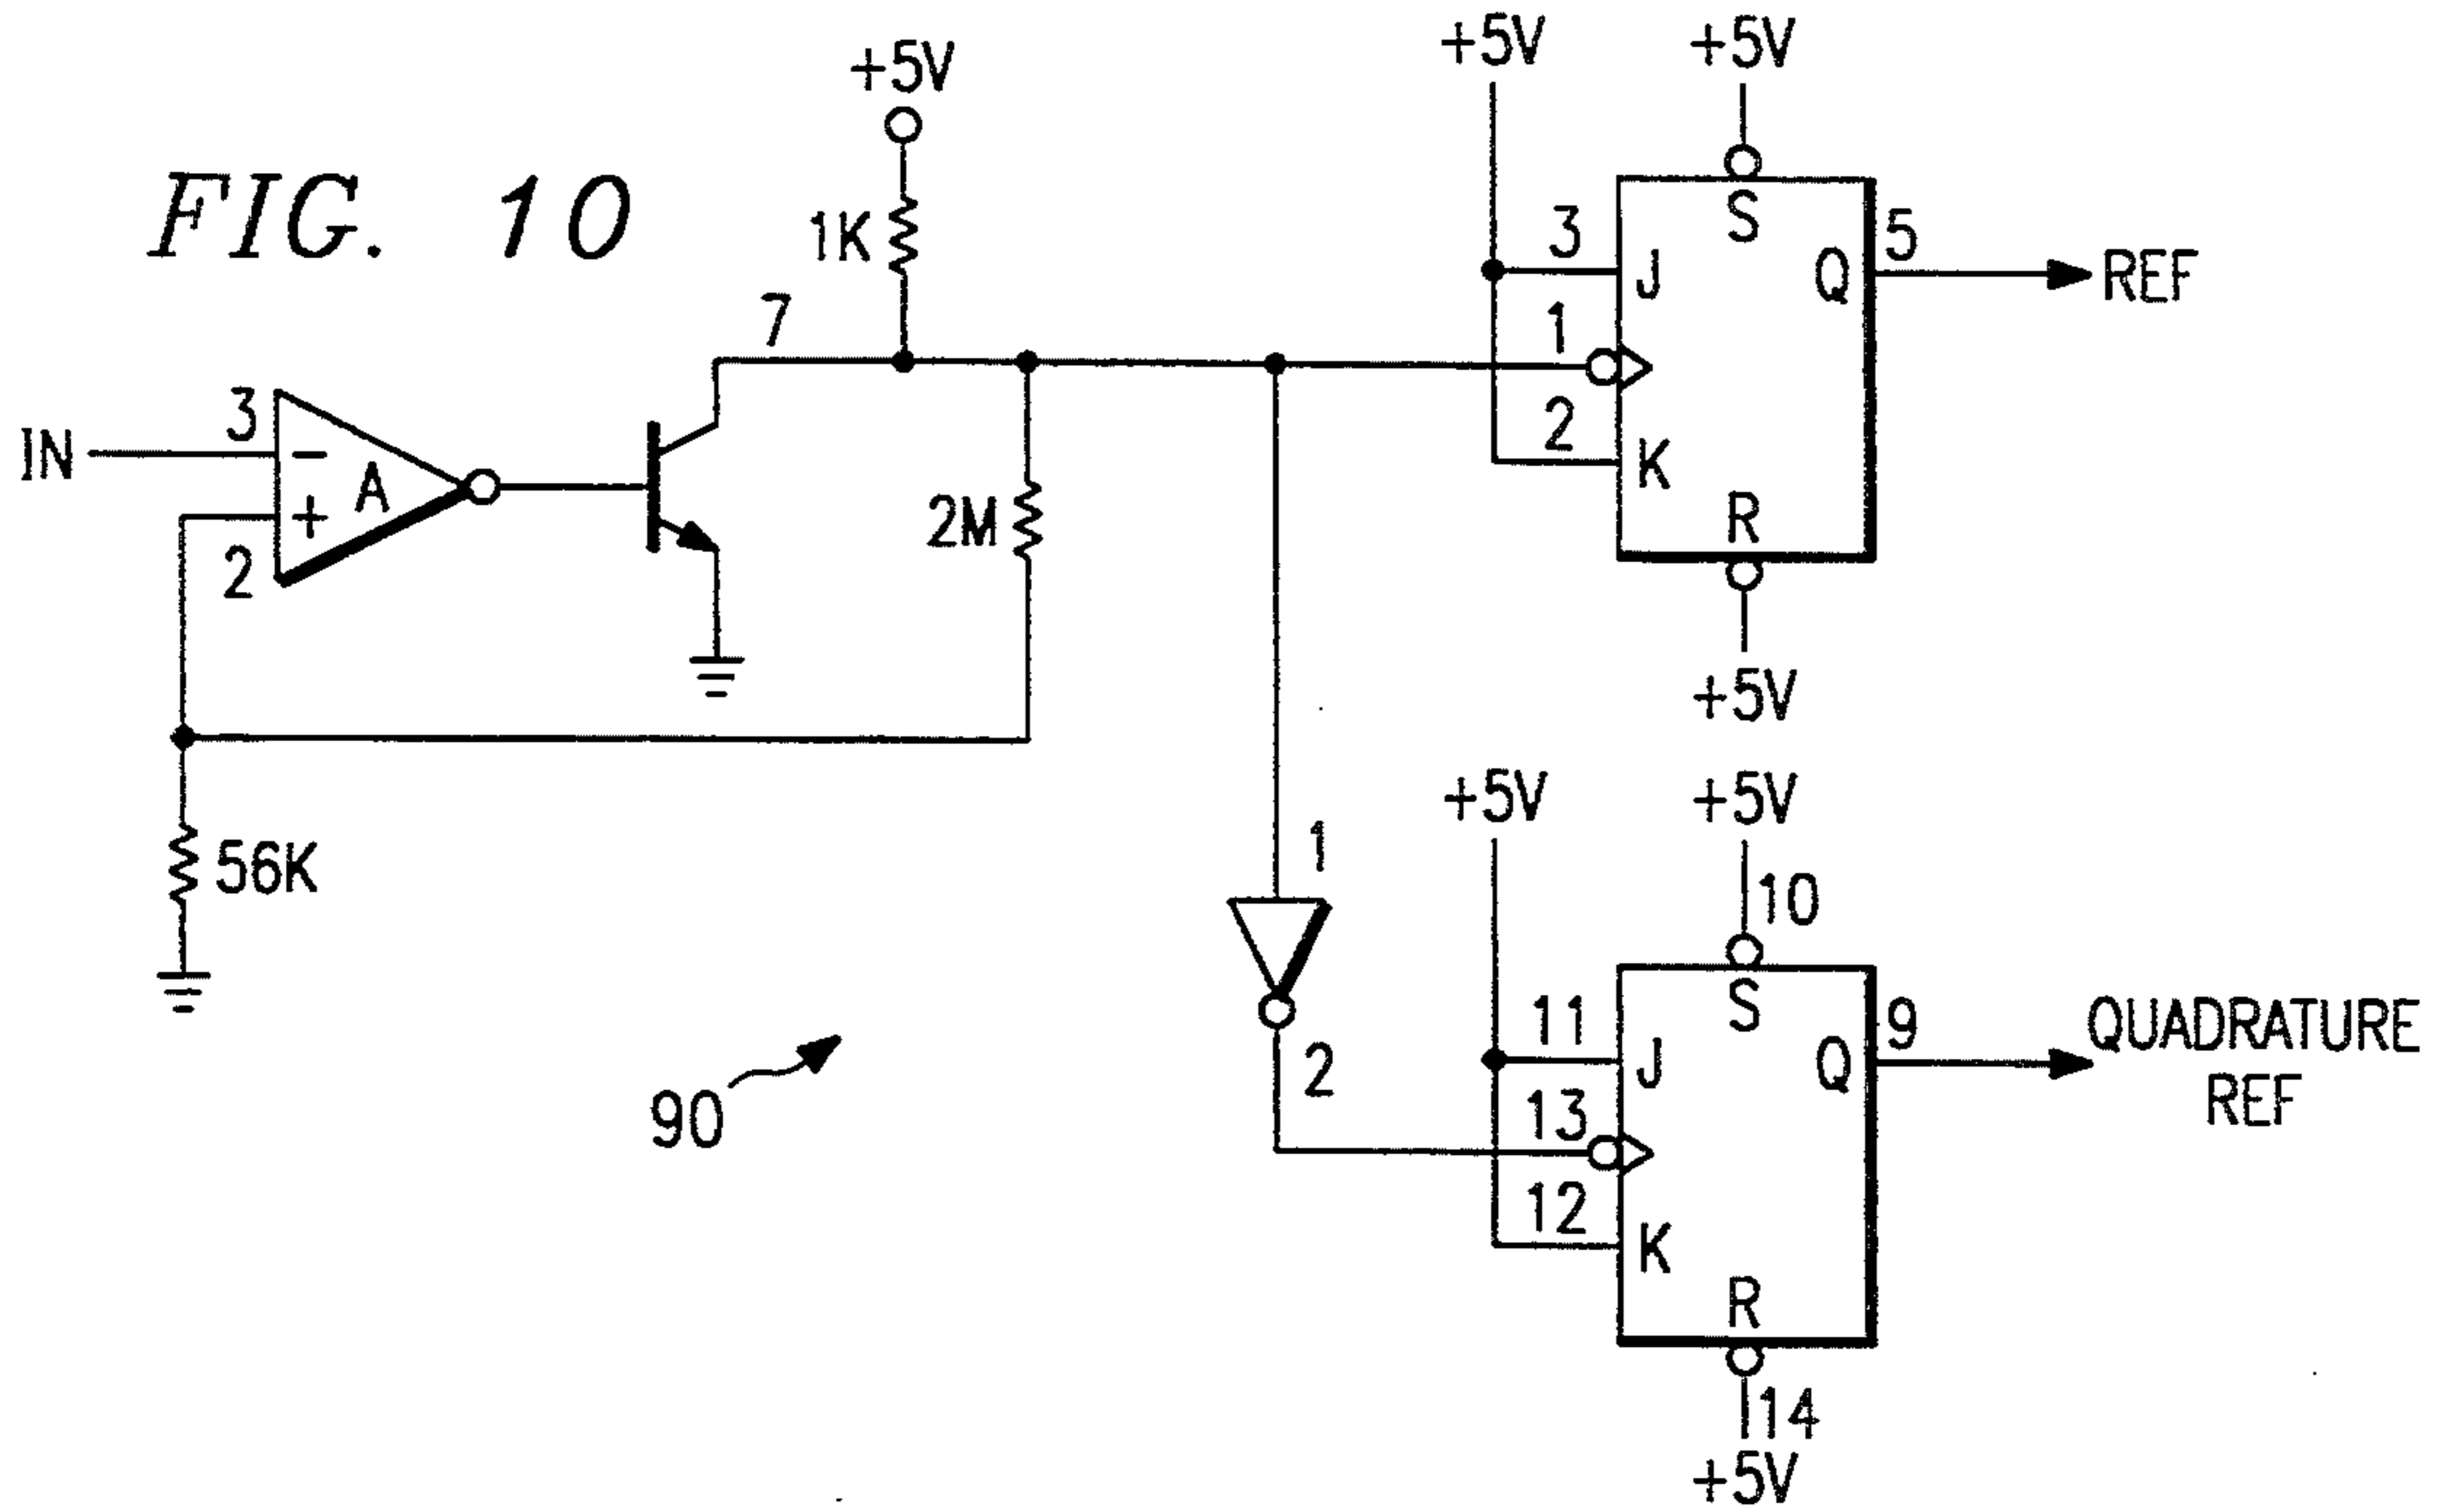 FIG. 10
+5V
1K
7
IN
3
-
A
+
2
2M
56K
90
+5V
+5V
S
3
J
Q
5
REF
1
2
K
R
+5V
1
2
+5V
+5V
10
S
11
J
Q
9
QUADRATURE
REF
13
12
K
R
14
+5V